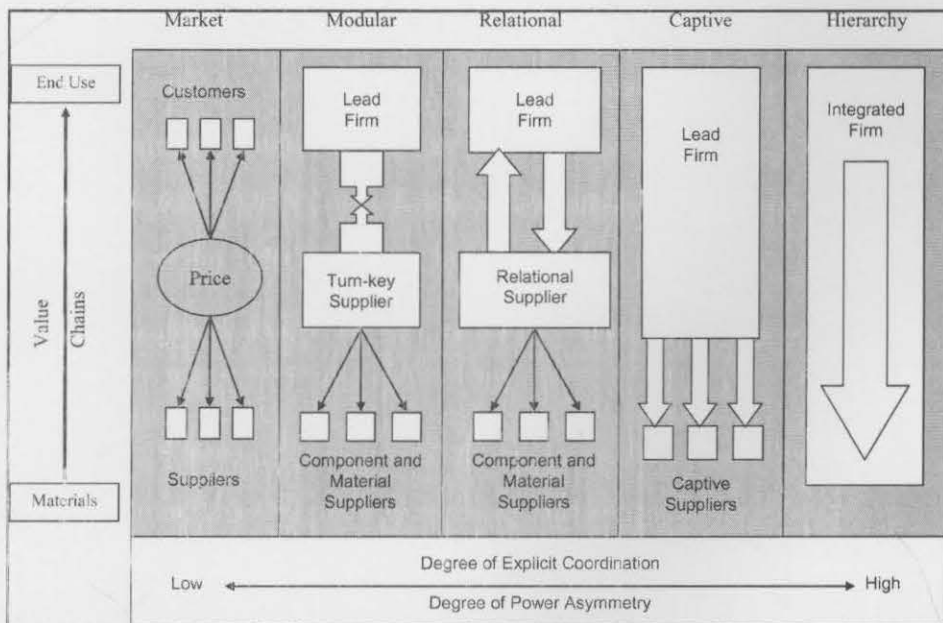 Market
Modular
Relational
Captive
Hierarchy
End Use
Value
Chains
Materials
Customers
Price
Suppilers
Lead
Firm
Turn-key
Supplier
Component and
Material
Suppliers
Lead
Firm
Relational
Supplier
Component and
Material
Suppliers
Lead
Firm
Captive
Suppliers
Integrated
Firm
Degree of Explicit Coordination
Low
High
Degree of Power Asymmetry